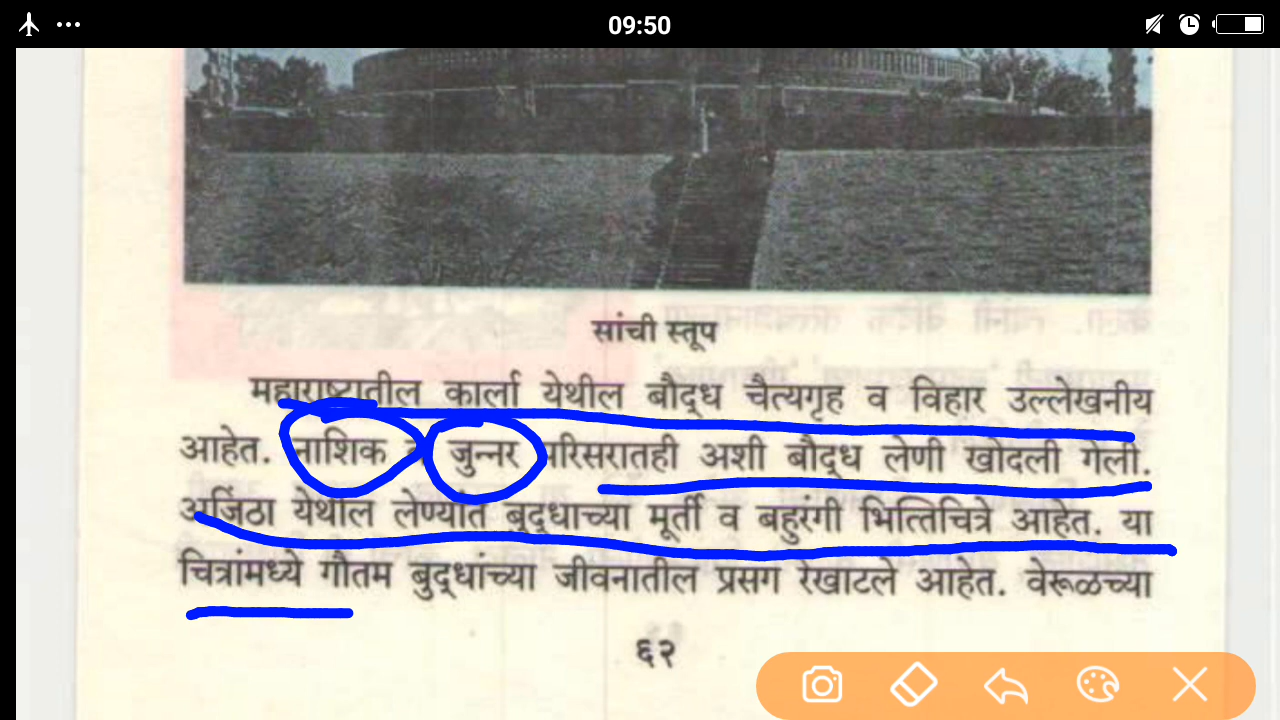 09:50
सांची स्तूप
महाराष्ट्रातील कार्ला येथील बौद्ध चैत्यगृह व विहार उल्लेखनीय
आहेत. नाशिक व जुन्नर परिसरातही अशी बौद्ध लेणी खोदली गेली.
अजिंठा येथील लेण्यांत बुद्धाच्या मूर्ती व बहुरंगी भित्तिचित्रे आहेत. या
चित्रांमध्ये गौतम बुद्धांच्या जीवनातील प्रसंग रेखाटले आहेत. वेरूळच्या
६२